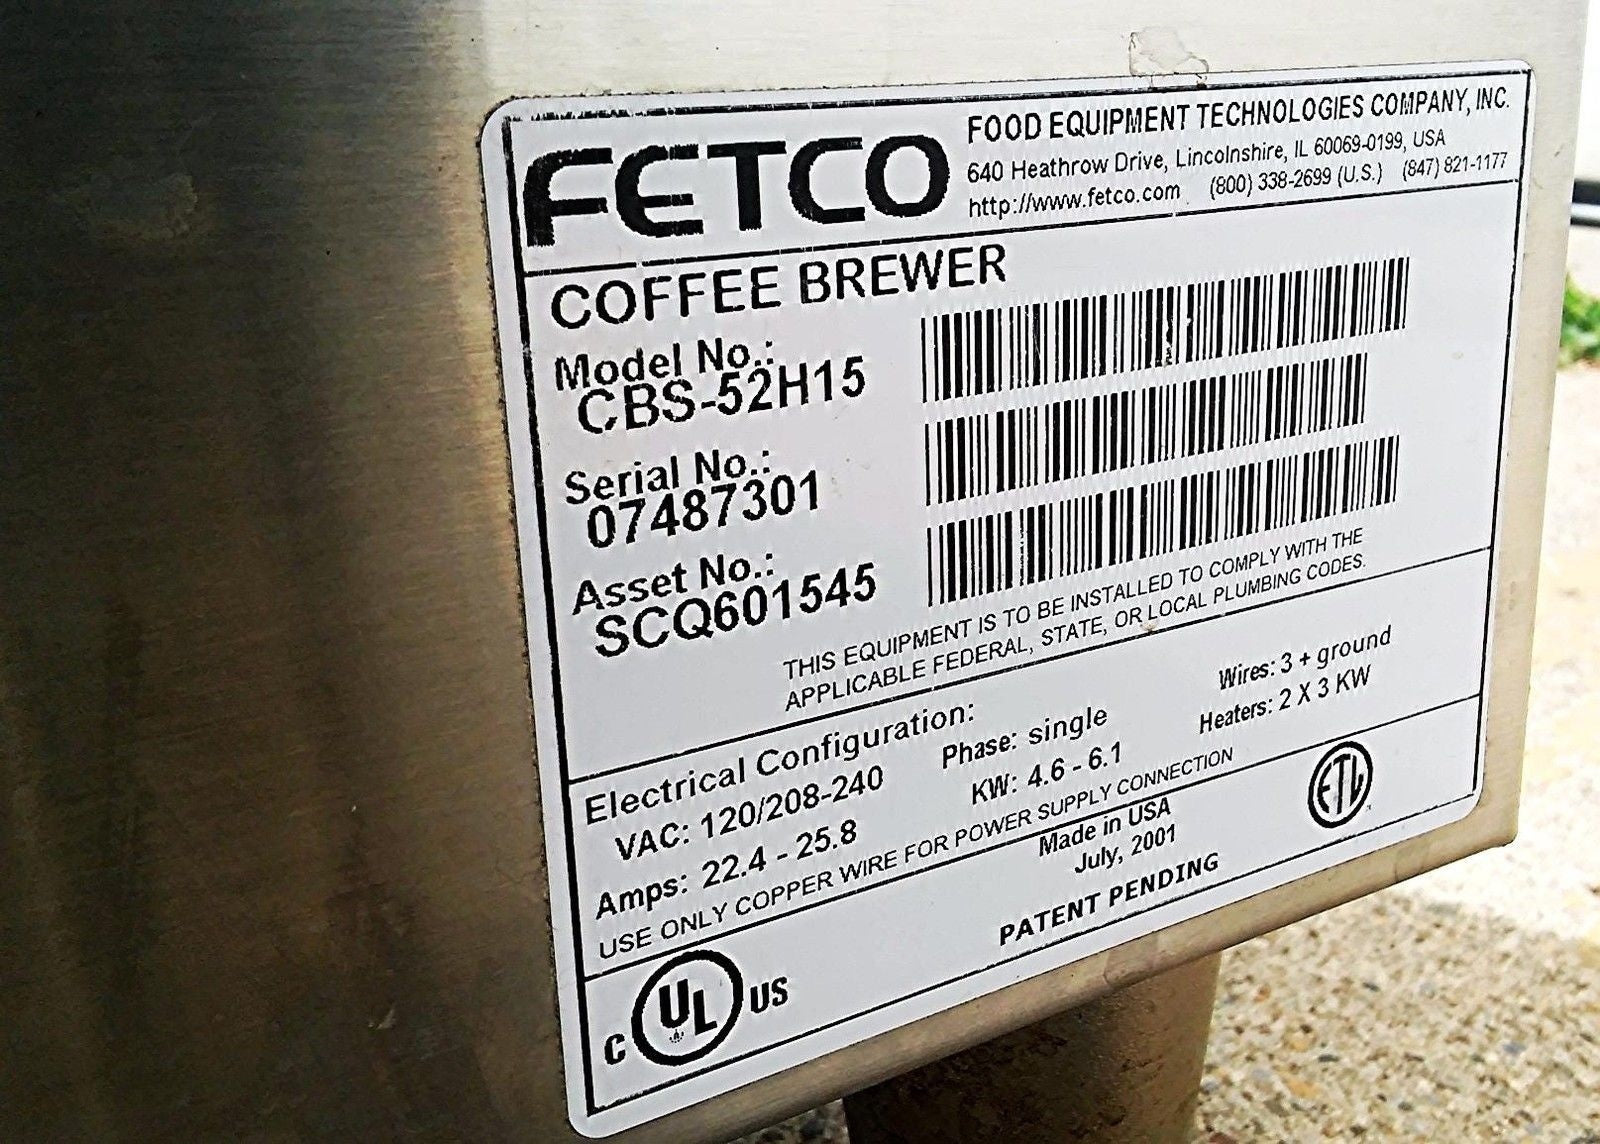 FETCO
FOOD EQUIPMENT TECHNOLOGIES COMPANY, INC.
640 Heathrow Drive, Lincolnshire, IL 60069-0199, USA
http://www.fetco.com (800) 338-2699 (U.S.) (847) 821-1177
COFFEE BREWER
Model No.:
CBS-52H15
Serial No.:
07487301
Asset No.:
SCQ601545
THIS EQUIPMENT IS TO BE INSTALLED TO COMPLY WITH THE
APPLICABLE FEDERAL, STATE, OR LOCAL PLUMBING CODES.
Electrical Configuration:
VAC: 120/208-240 Phase: single Wires: 3 + ground
Amps: 22.4 - 25.8 KW: 4.6 - 6.1 Heaters: 2 X 3 KW
USE ONLY COPPER WIRE FOR POWER SUPPLY CONNECTION
Made in USA
July, 2001
PATENT PENDING
C UL US
ETL